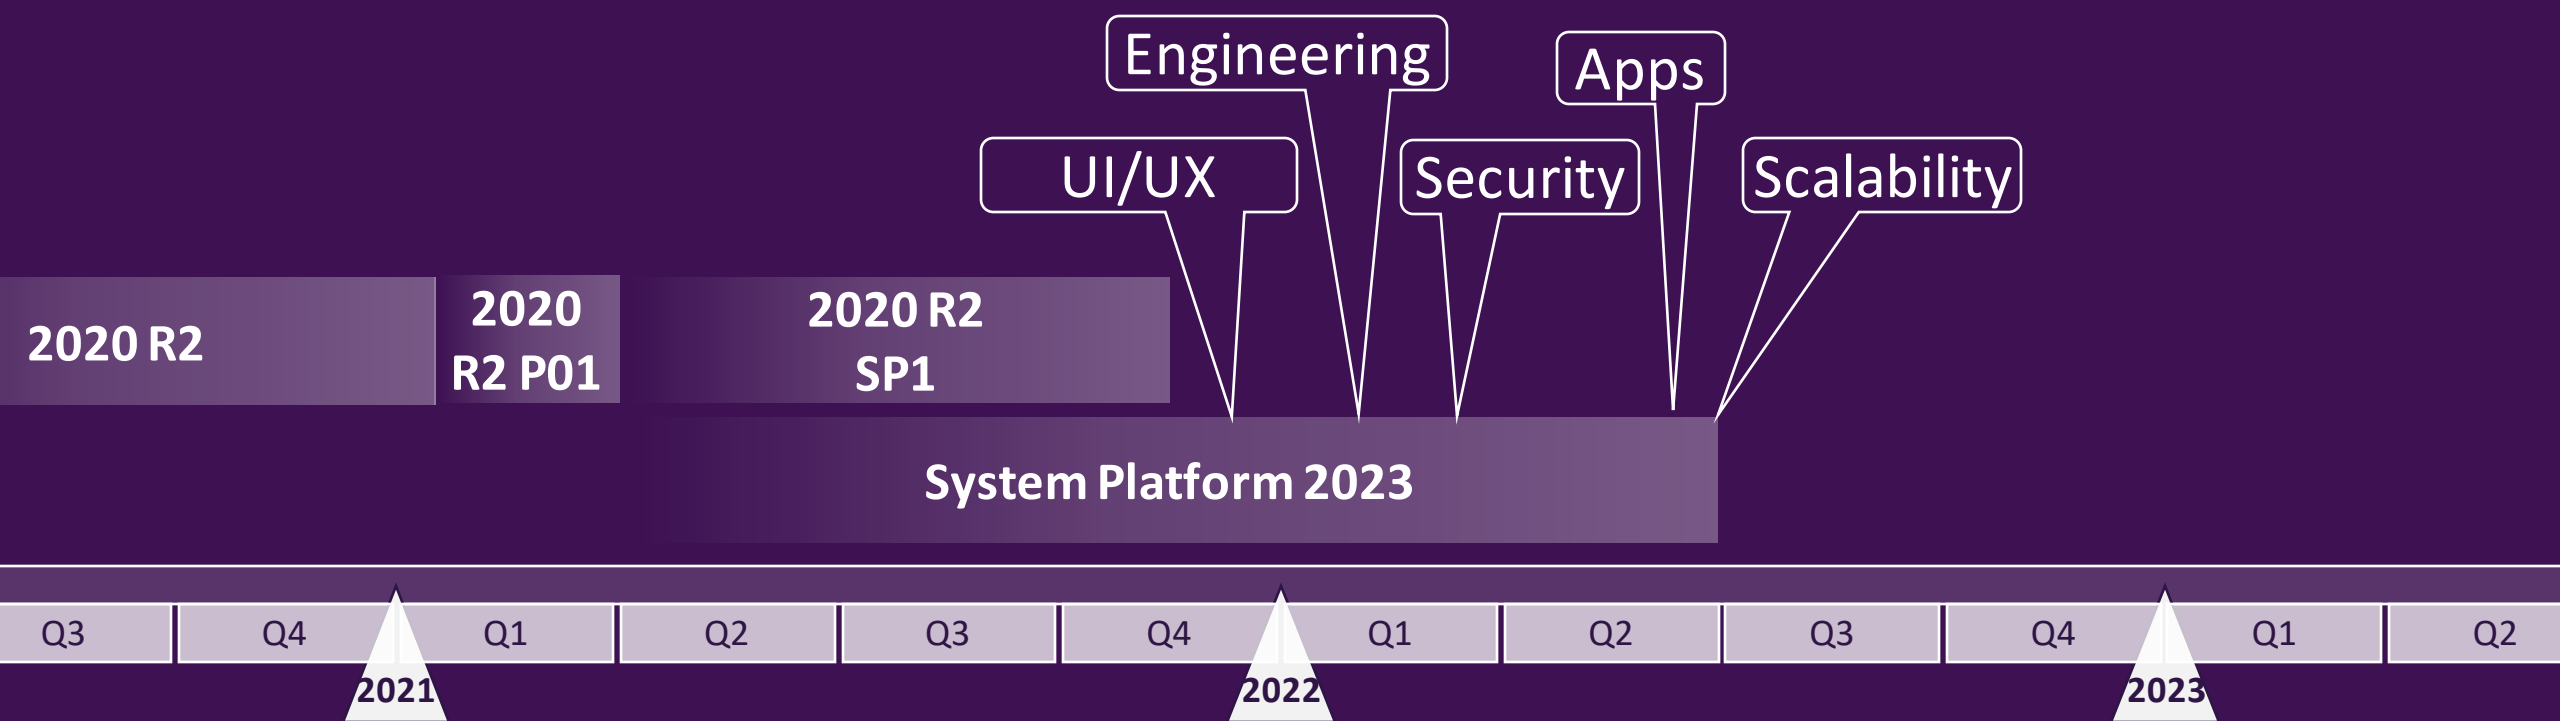 Engineering
Apps
UI/UX
Security
Scalability
2020 R2
2020
R2 P01
2020 R2
SP1
System Platform 2023
Q3
Q4
Q1
Q2
Q3
Q4
Q1
Q2
Q3
Q4
Q1
Q2
2021
2022
2023